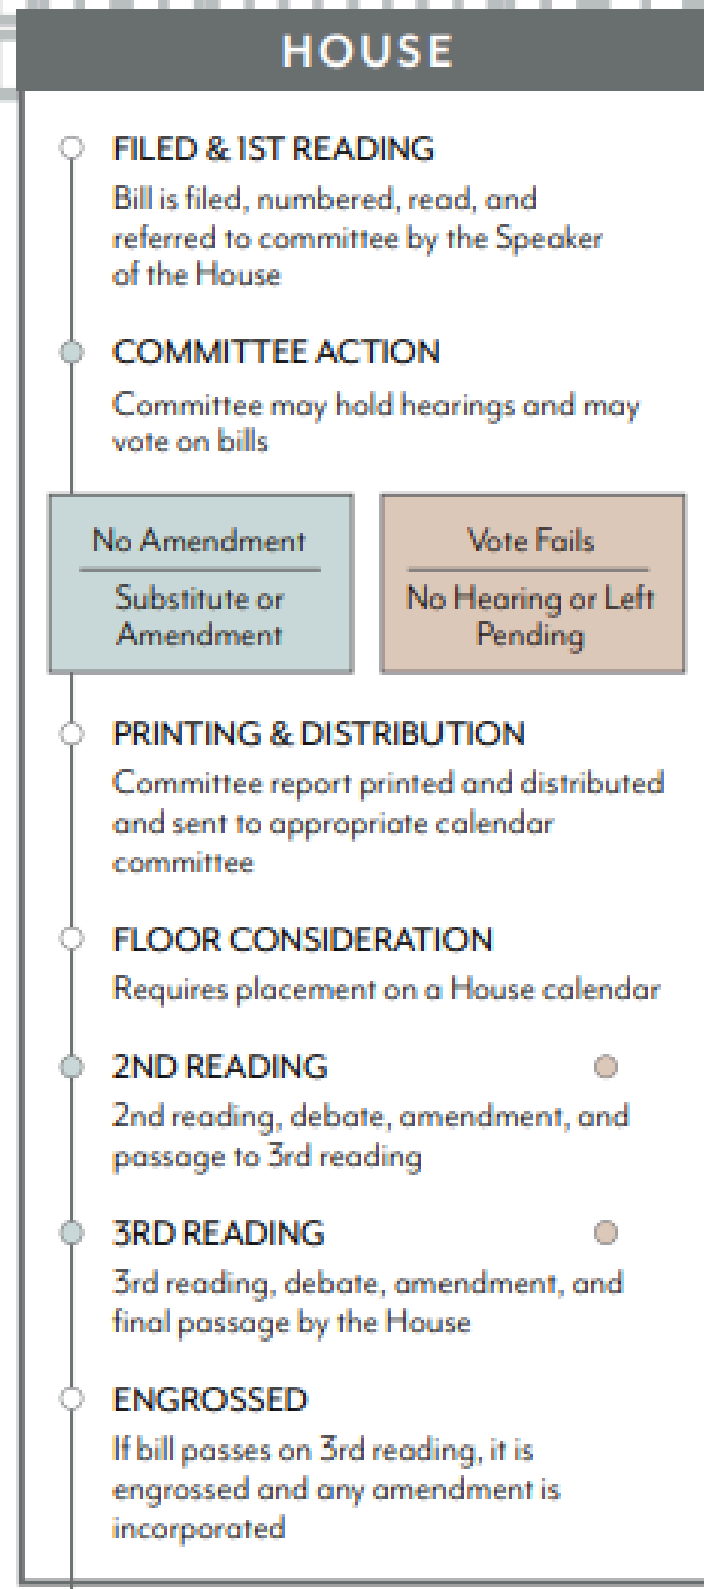 HOUSE
FILED & 1ST READING
Bill is filed, numbered, read, and
referred to committee by the Speaker
of the House
COMMITTEE ACTION
Committee may hold hearings and may
vote on bills
No Amendment
Substitute or
Amendment
Vote Fails
No Hearing or Left
Pending
PRINTING & DISTRIBUTION
Committee report printed and distributed
and sent to appropriate calendar
committee
FLOOR CONSIDERATION
Requires placement on a House calendar
2ND READING
2nd reading, debate, amendment, and
passage to 3rd reading
3RD READING
3rd reading, debate, amendment, and
final passage by the House
ENGROSSED
If bill passes on 3rd reading, it is
engrossed and any amendment is
incorporated